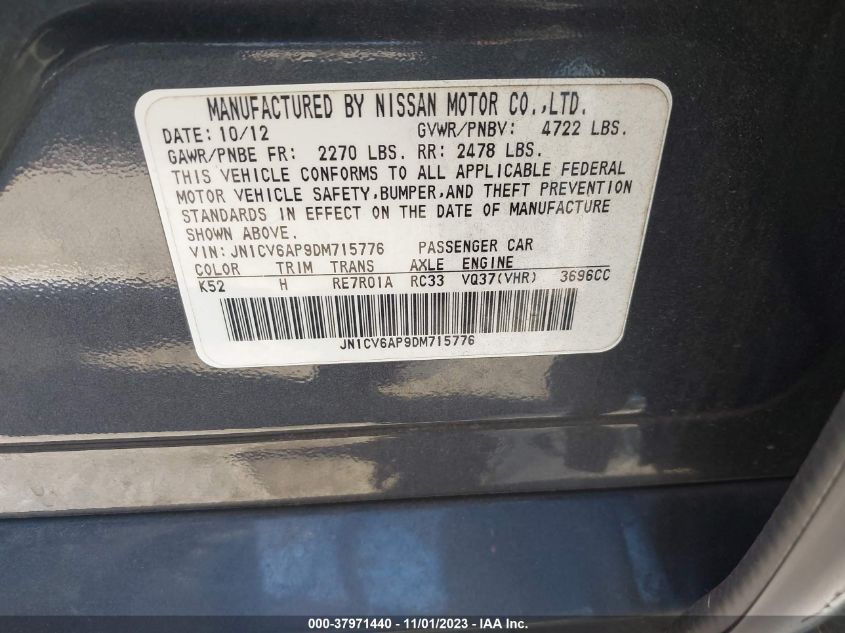 MANUFACTURED BY NISSAN MOTOR CO.,LTD.
DATE: 10/12 GVWR/PNBV: 4722 LBS.
GAWR/PNBE FR: 2270 LBS. RR: 2478 LBS.
THIS VEHICLE CONFORMS TO ALL APPLICABLE FEDERAL
MOTOR VEHICLE SAFETY,BUMPER,AND THEFT PREVENTION
STANDARDS IN EFFECT ON THE DATE OF MANUFACTURE
SHOWN ABOVE.
VIN: JN1CV6AP9DM715776 PASSENGER CAR
COLOR TRIM TRANS AXLE ENGINE
K52 H RE7R01A RC33 VQ37(VHR) 3696CC
JN1CV6AP9DM715776
000-37971440 - 11/01/2023 - IAA Inc.